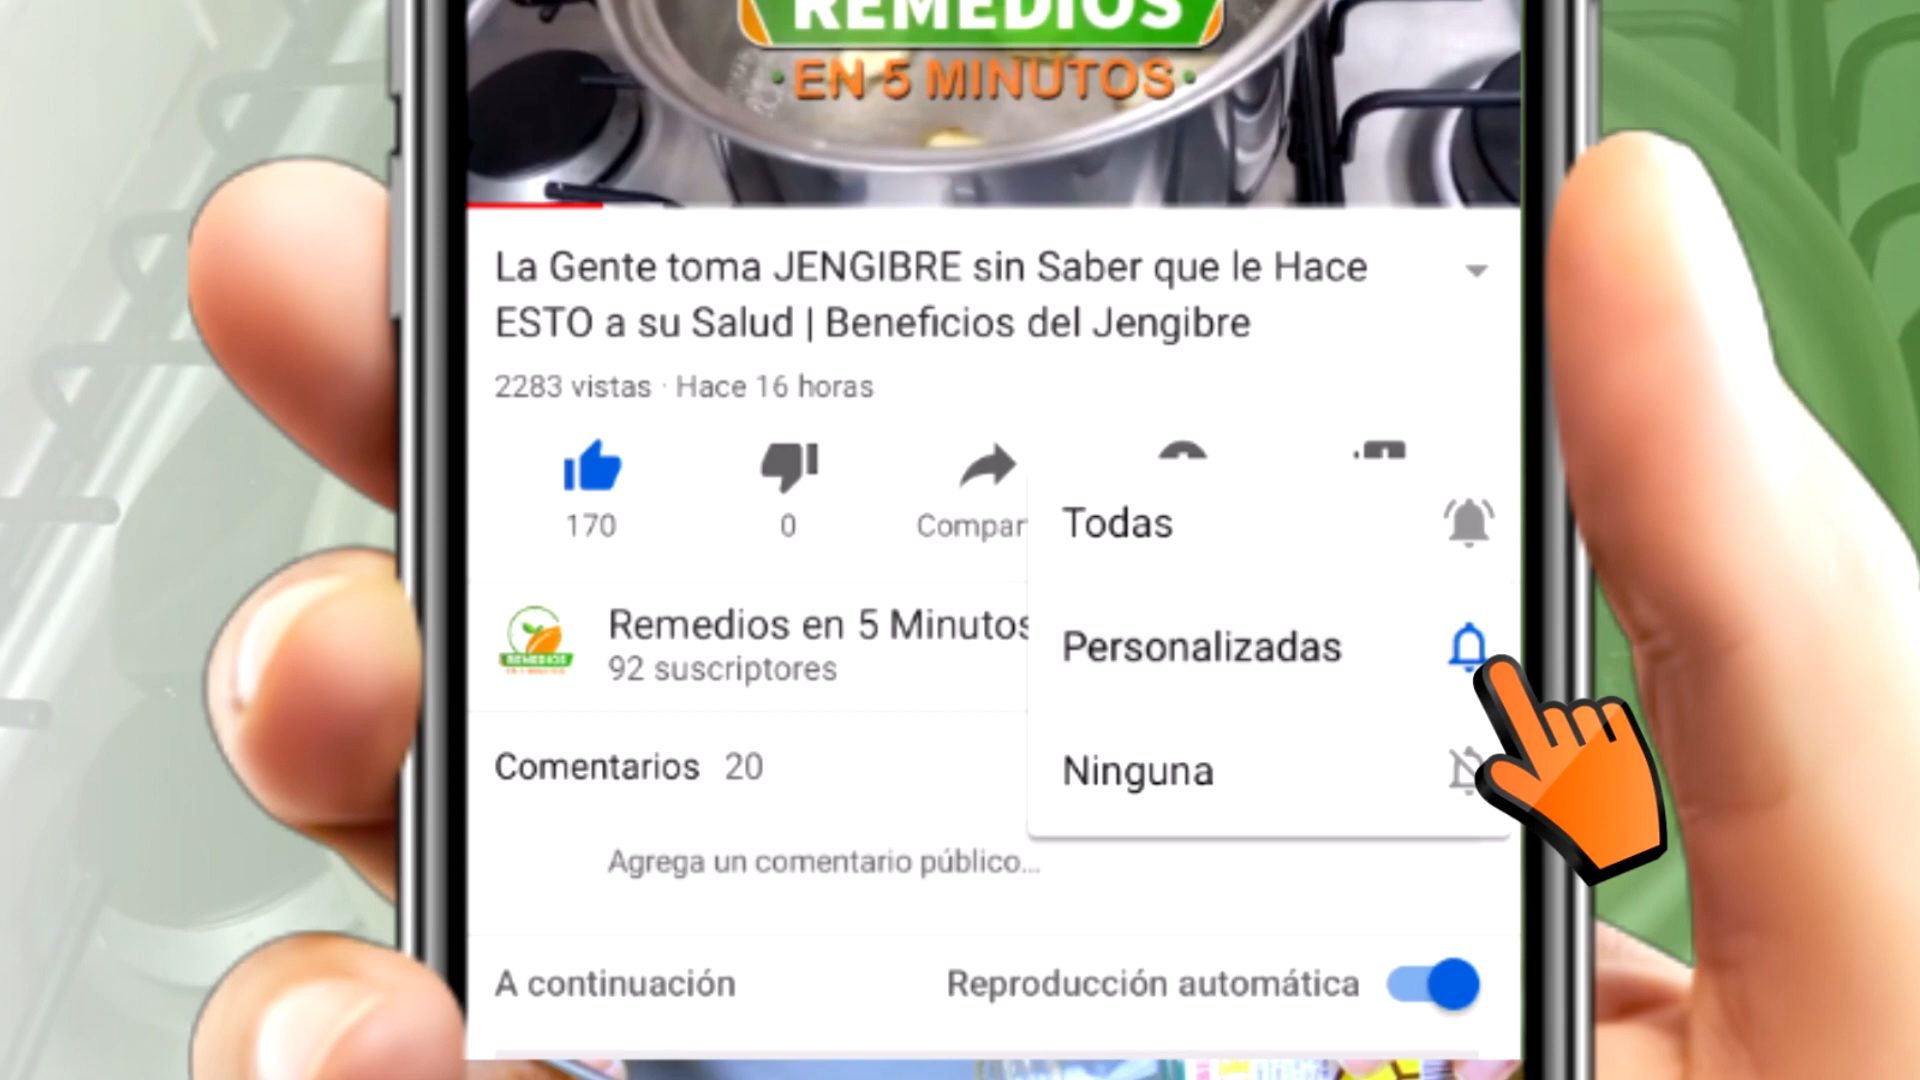 REMEDIOS
• EN 5 MINUTOS •
La Gente toma JENGIBRE sin Saber que le Hace
ESTO a su Salud | Beneficios del Jengibre
2283 vistas · Hace 16 horas
170
0
Compar
Todas
Remedios en 5 Minutos
92 suscriptores
Personalizadas
Comentarios 20
Ninguna
Agrega un comentario público...
A continuación
Reproducción automática